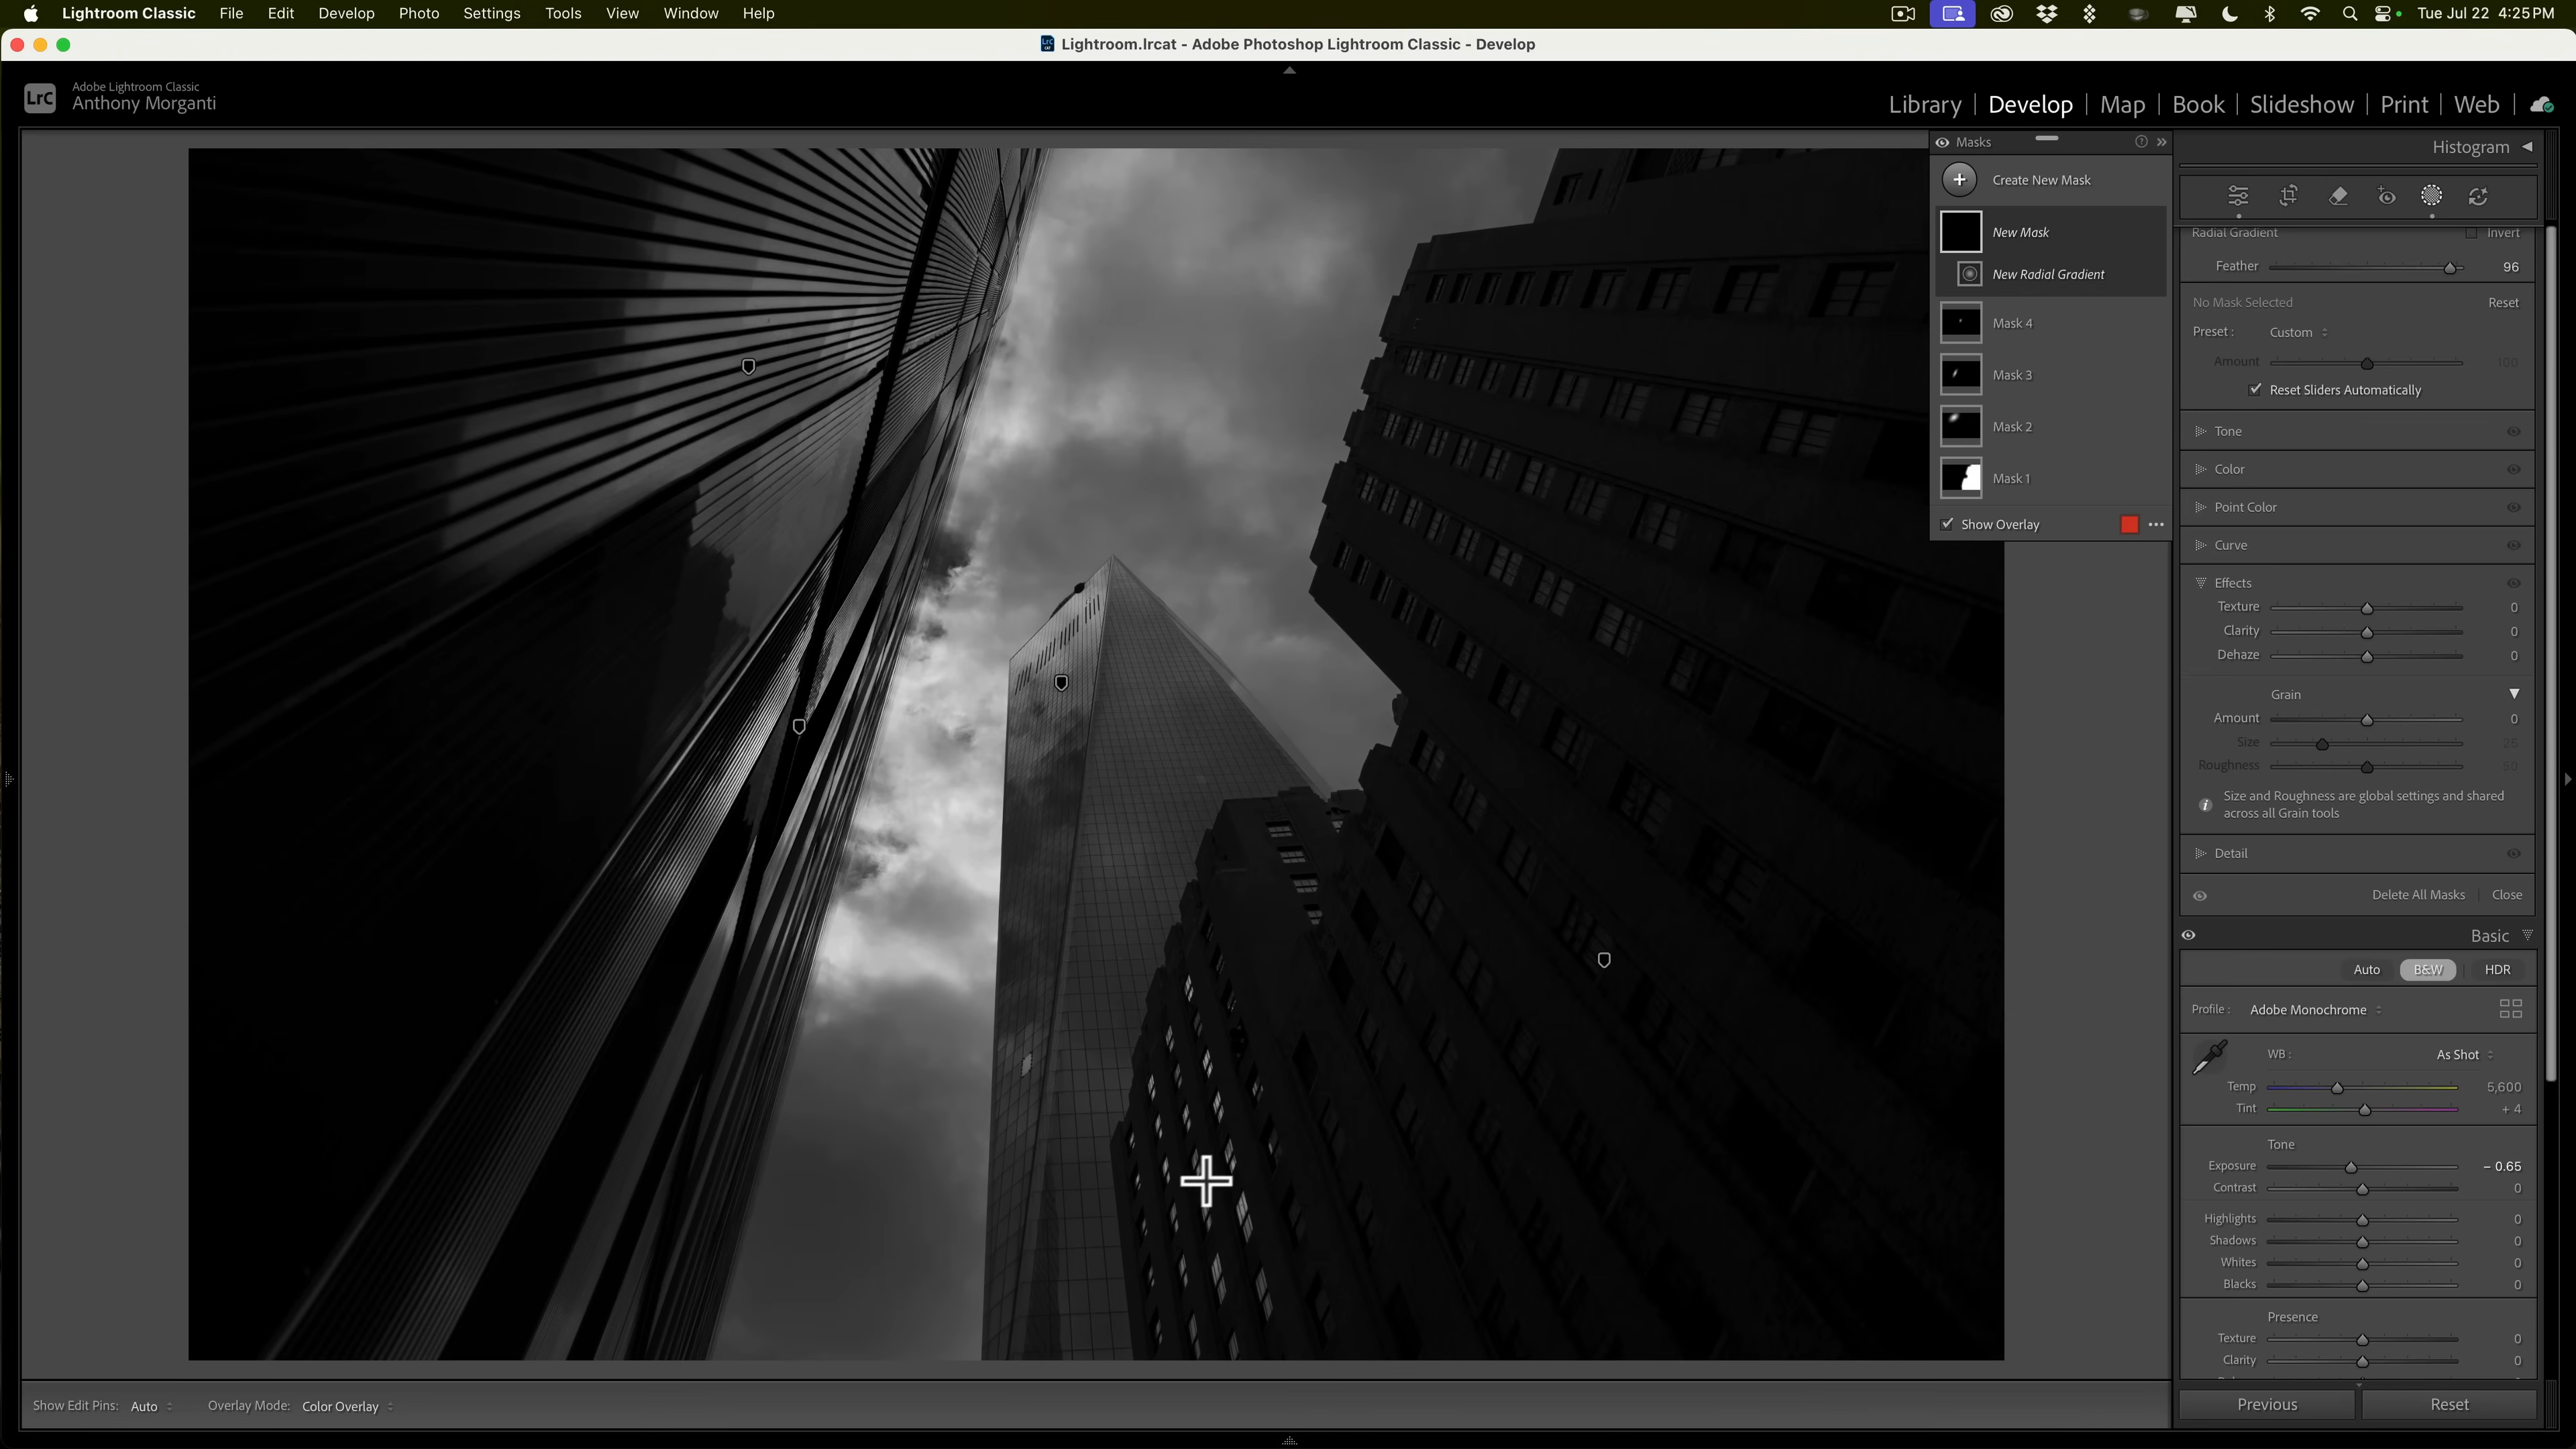 Lightroom Classic File Edit Develop Photo Settings Tools View Window Help Tue Jul 22 4:25 PM
Lightroom.lrcat - Adobe Photoshop Lightroom Classic - Develop
LrC Adobe Lightroom Classic
Anthony Morganti
Library | Develop | Map | Book | Slideshow | Print | Web |
Masks
Create New Mask
New Mask
New Radial Gradient
Mask 4
Mask 3
Mask 2
Mask 1
Show Overlay
Histogram
Radial Gradient Invert
Feather 96
No Mask Selected Reset
Preset : Custom
Amount 100
Reset Sliders Automatically
Tone
Color
Point Color
Curve
Effects
Texture 0
Clarity 0
Dehaze 0
Grain
Amount 0
Size 25
Roughness 50
Size and Roughness are global settings and shared
across all Grain tools
Detail
Delete All Masks Close
Basic
Auto B&W HDR
Profile : Adobe Monochrome
WB : As Shot
Temp 5,600
Tint + 4
Tone
Exposure – 0.65
Contrast 0
Highlights 0
Shadows 0
Whites 0
Blacks 0
Presence
Texture 0
Clarity 0
Previous Reset
Show Edit Pins: Auto Overlay Mode: Color Overlay